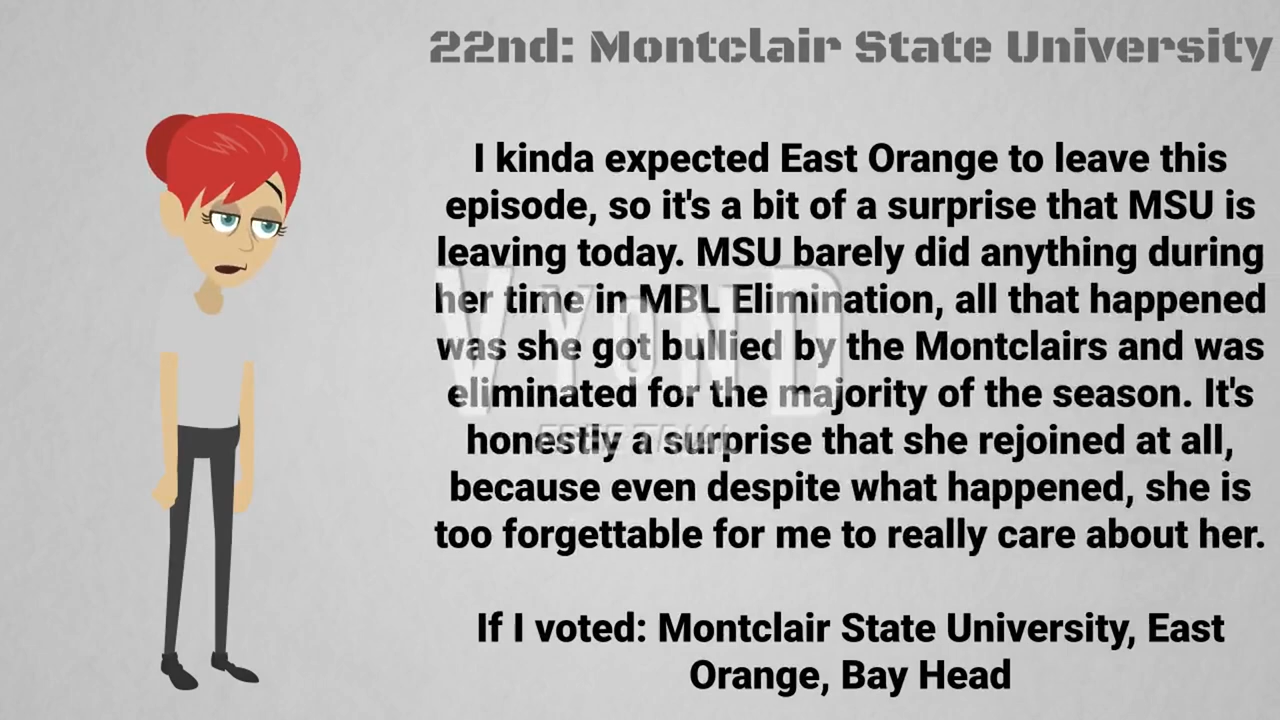 22nd: Montclair State University
I kinda expected East Orange to leave this
episode, so it's a bit of a surprise that MSU is
leaving today. MSU barely did anything during
her time in MBL Elimination, all that happened
was she got bullied by the Montclairs and was
eliminated for the majority of the season. It's
honestly a surprise that she rejoined at all,
because even despite what happened, she is
too forgettable for me to really care about her.
If I voted: Montclair State University, East
Orange, Bay Head
VYOND
FREE TRIAL